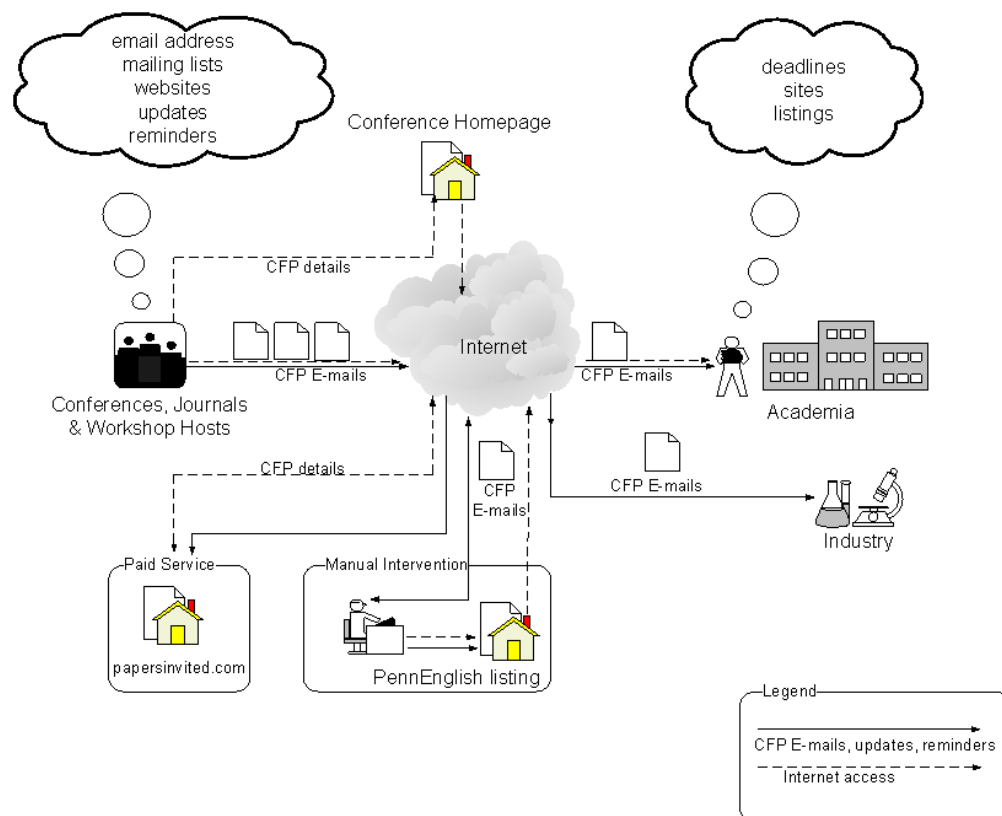 email address
mailing lists
websites
updates
reminders
deadlines
sites
listings
Conference Homepage
CFP details
Internet
CFP E-mails
CFP E-mails
Conferences, Journals
& Workshop Hosts
Academia
CFP details
CFP
E-mails
CFP E-mails
Industry
Paid Service
papersinvited.com
Manual Intervention
PennEnglish listing
Legend
CFP E-mails, updates, reminders
Internet access